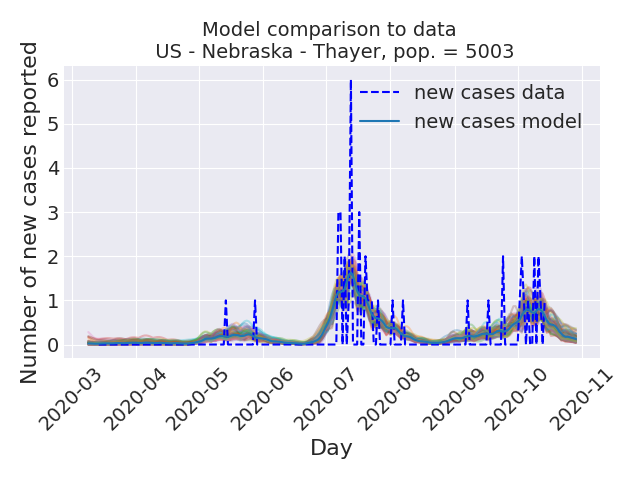 Model comparison to data
US - Nebraska - Thayer, pop. = 5003
new cases data
new cases model
Number of new cases reported
6
5
4
3
2
1
0
2020-03
2020-04
2020-05
2020-06
2020-07
2020-08
2020-09
2020-10
2020-11
Day